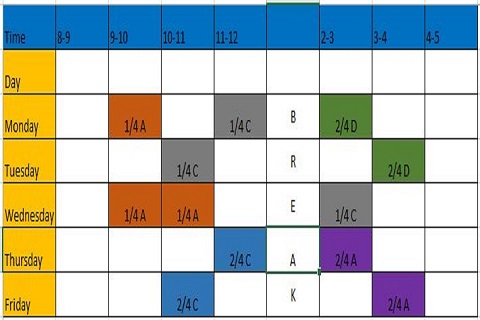 Time 8-9 9-10 10-11 11-12 2-3 3-4 4-5
Day
Monday 1/4 A 1/4 C B 2/4 D
Tuesday 1/4 C R 2/4 D
Wednesday 1/4 A 1/4 A E 1/4 C
Thursday 2/4 C A 2/4 A
Friday 2/4 C K 2/4 A